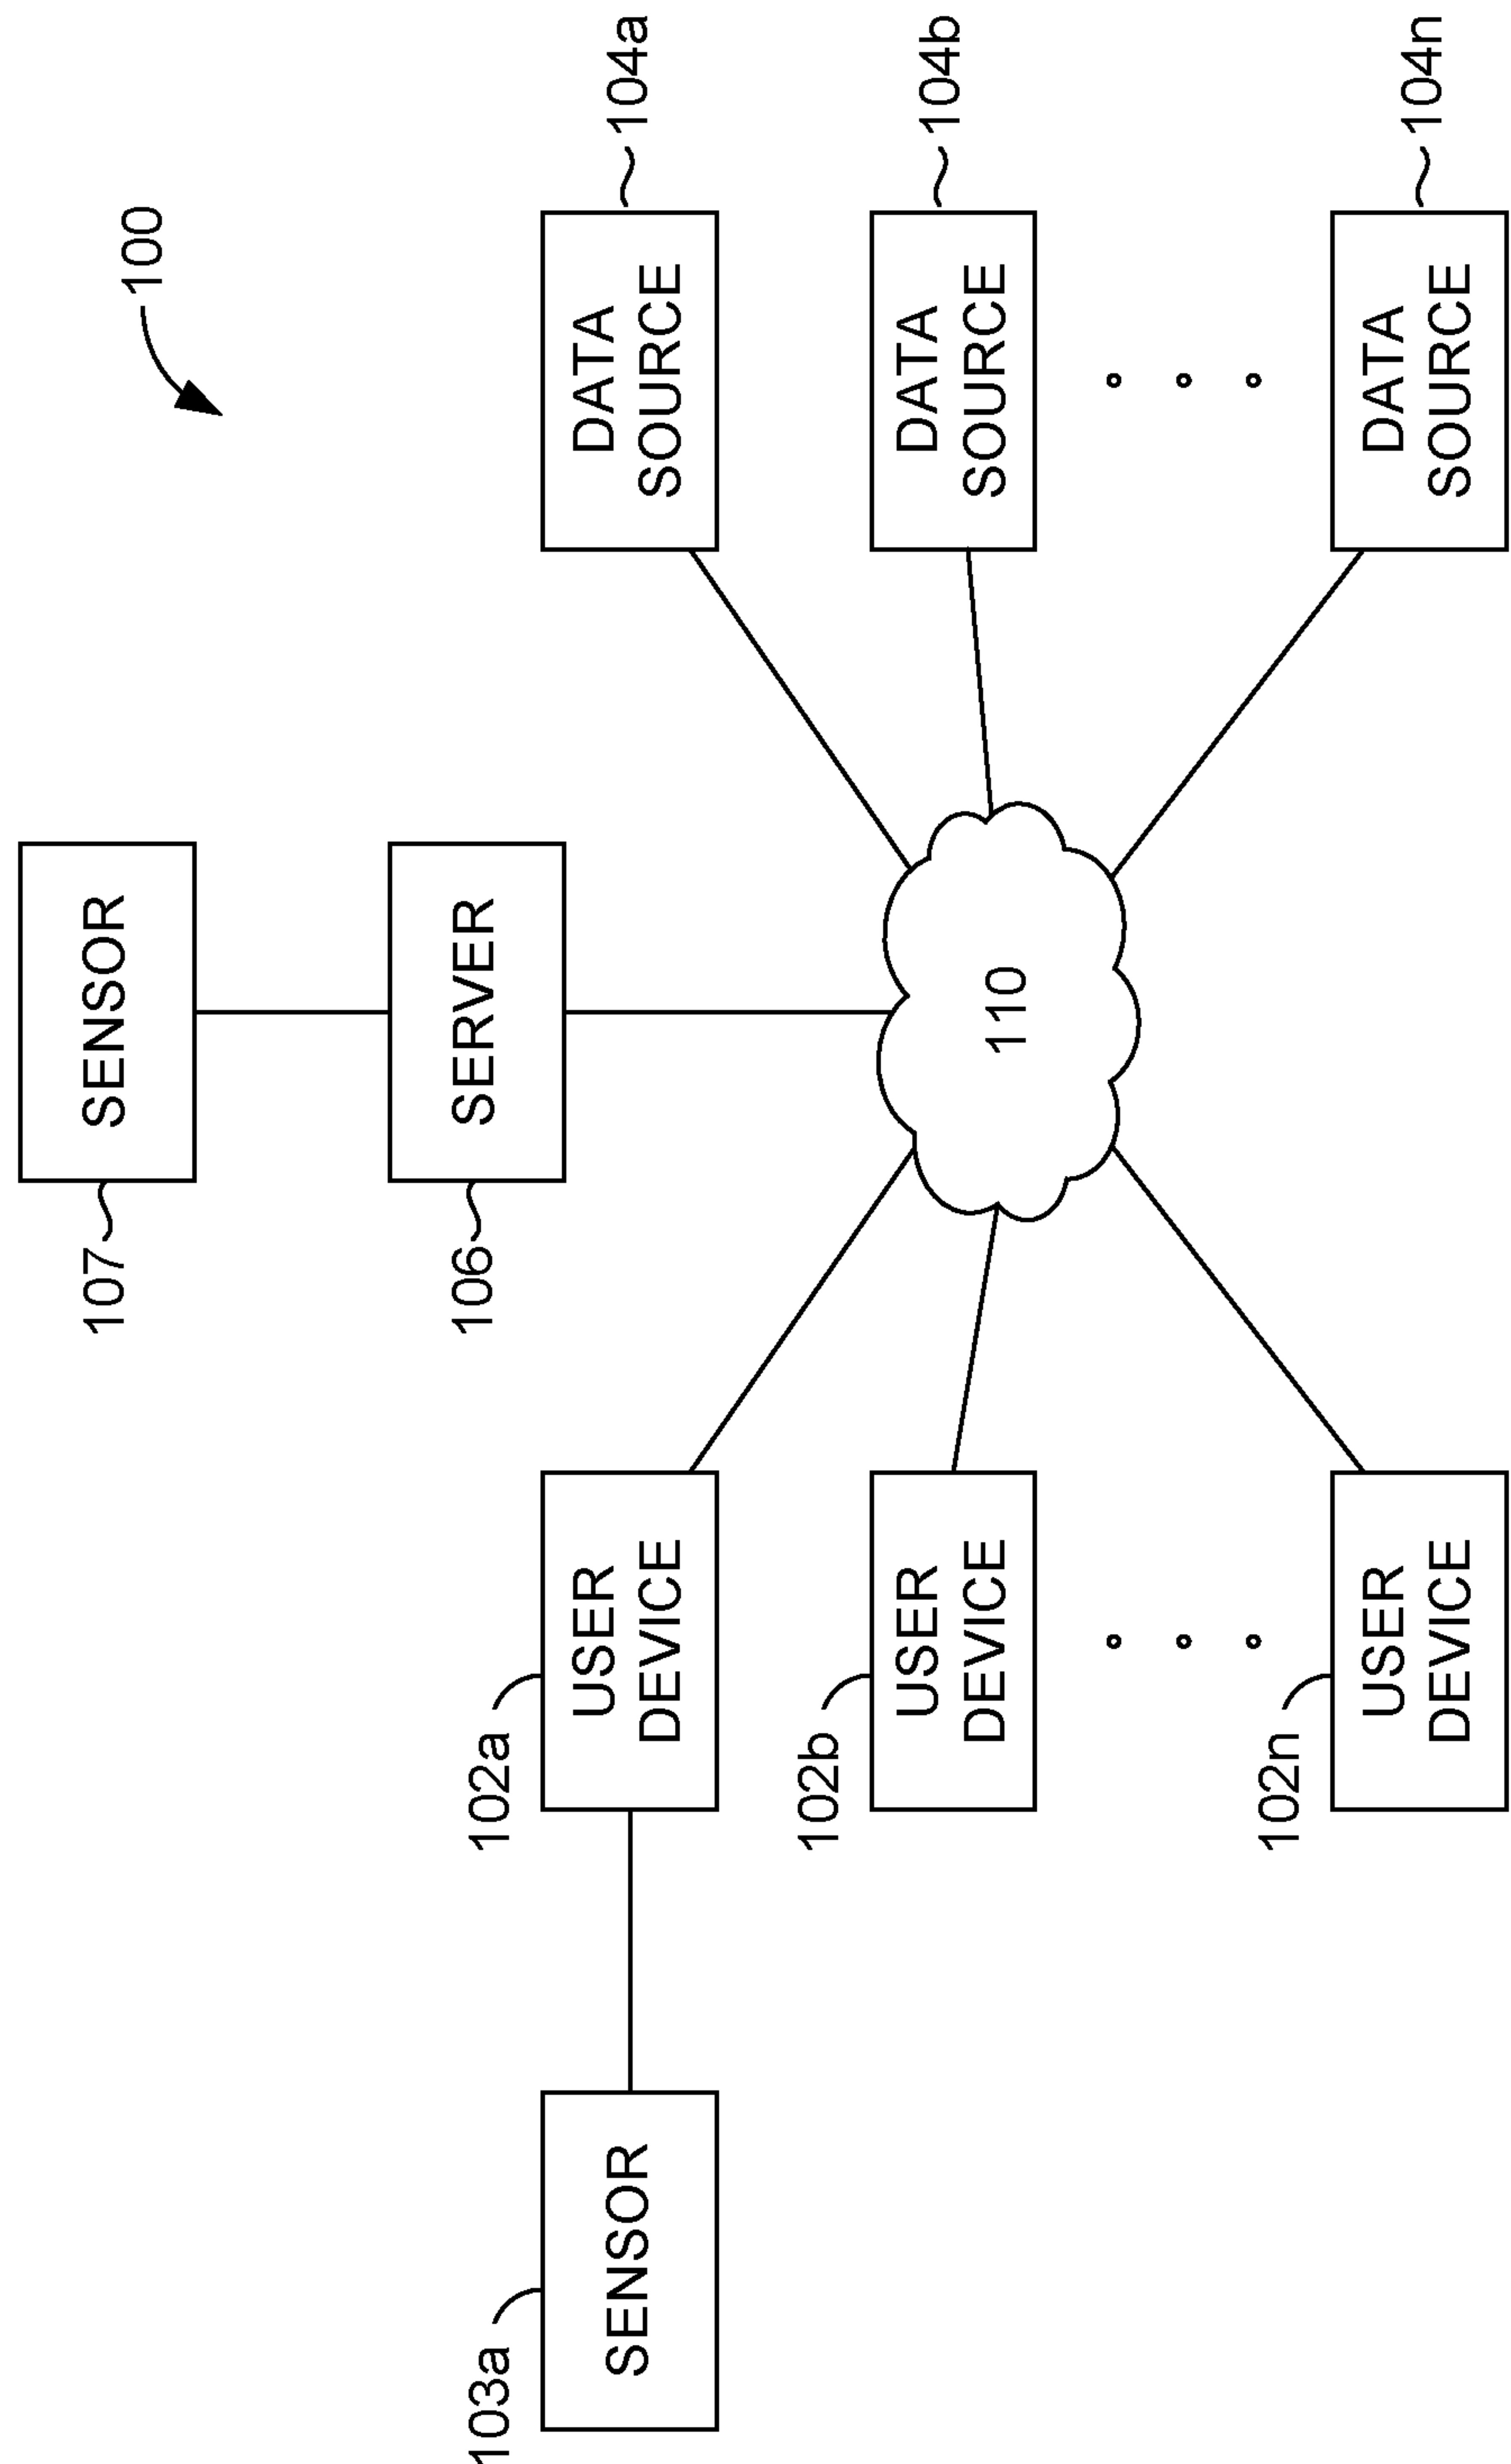 100
SENSOR
107
SERVER
106
110
103a
SENSOR
102a
USER
DEVICE
102b
USER
DEVICE
102n
USER
DEVICE
DATA
SOURCE
104a
DATA
SOURCE
104b
DATA
SOURCE
104n